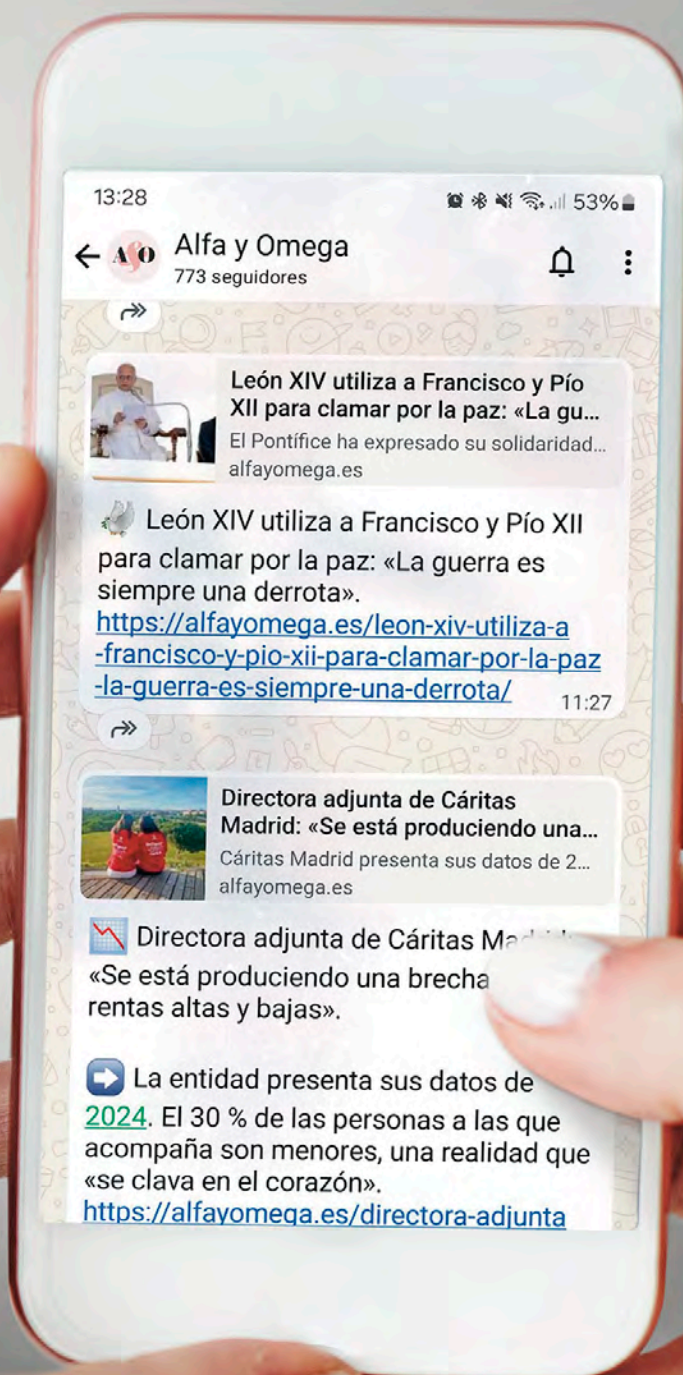 13:28
53%
A&O Alfa y Omega
773 seguidores
León XIV utiliza a Francisco y Pío
XII para clamar por la paz: «La gu...
El Pontífice ha expresado su solidaridad...
alfayomega.es
León XIV utiliza a Francisco y Pío XII
para clamar por la paz: «La guerra es
siempre una derrota».
https://alfayomega.es/leon-xiv-utiliza-a
-francisco-y-pio-xii-para-clamar-por-la-paz
-la-guerra-es-siempre-una-derrota/
11:27
Directora adjunta de Cáritas
Madrid: «Se está produciendo una...
Cáritas Madrid presenta sus datos de 2...
alfayomega.es
Directora adjunta de Cáritas
«Se está produciendo una brecha
rentas altas y bajas».
La entidad presenta sus datos de
2024. El 30 % de las personas a las que
acompaña son menores, una realidad que
«se clava en el corazón».
https://alfayomega.es/directora-adjunta